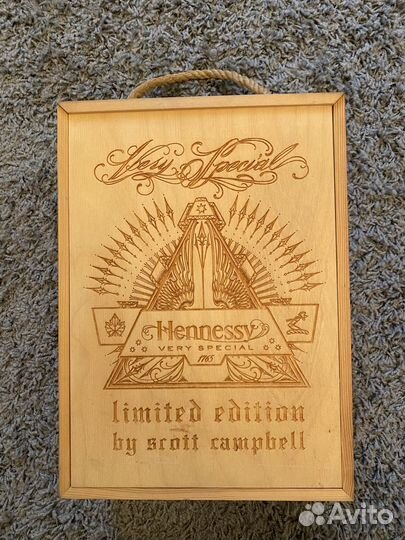 Very Special
Hennessy
VERY SPECIAL
1765
limited edition
by scott campbell
Avito